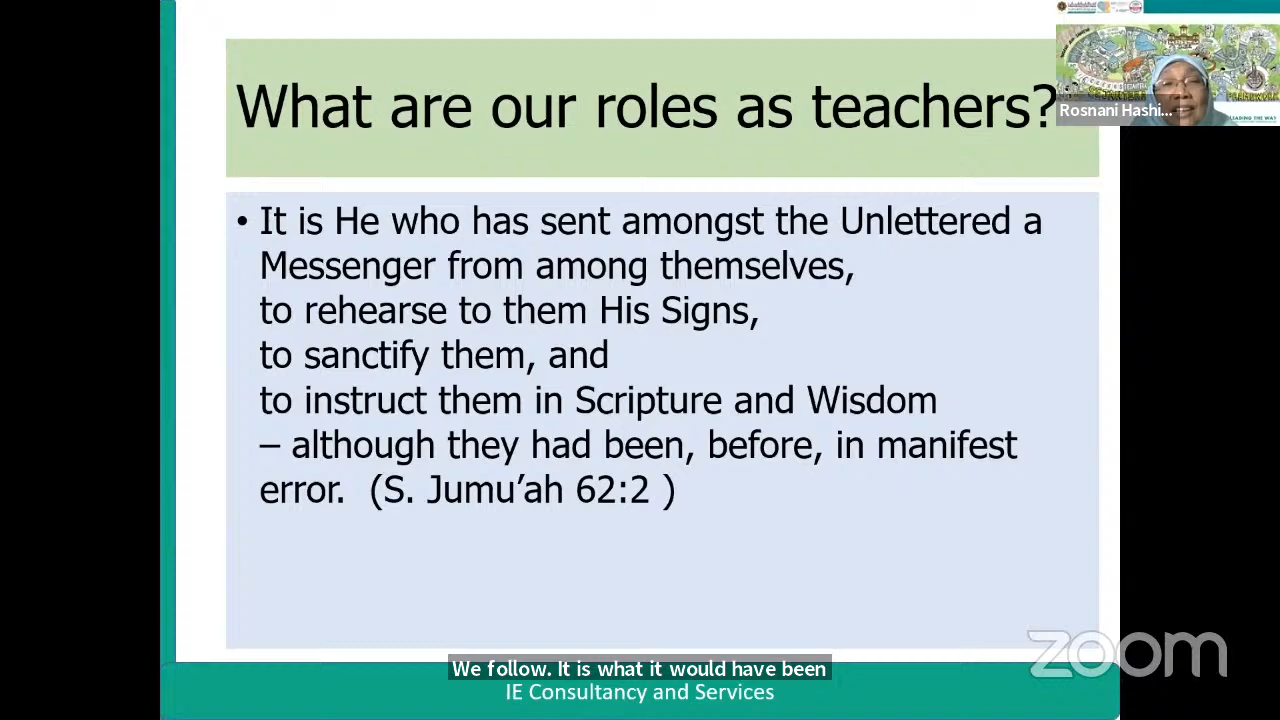 What are our roles as teachers?
Rosnani Hashi...
LEADING THE WAY
• It is He who has sent amongst the Unlettered a
Messenger from among themselves,
to rehearse to them His Signs,
to sanctify them, and
to instruct them in Scripture and Wisdom
– although they had been, before, in manifest
error. (S. Jumu’ah 62:2 )
zoom
We follow. It is what it would have been
IE Consultancy and Services